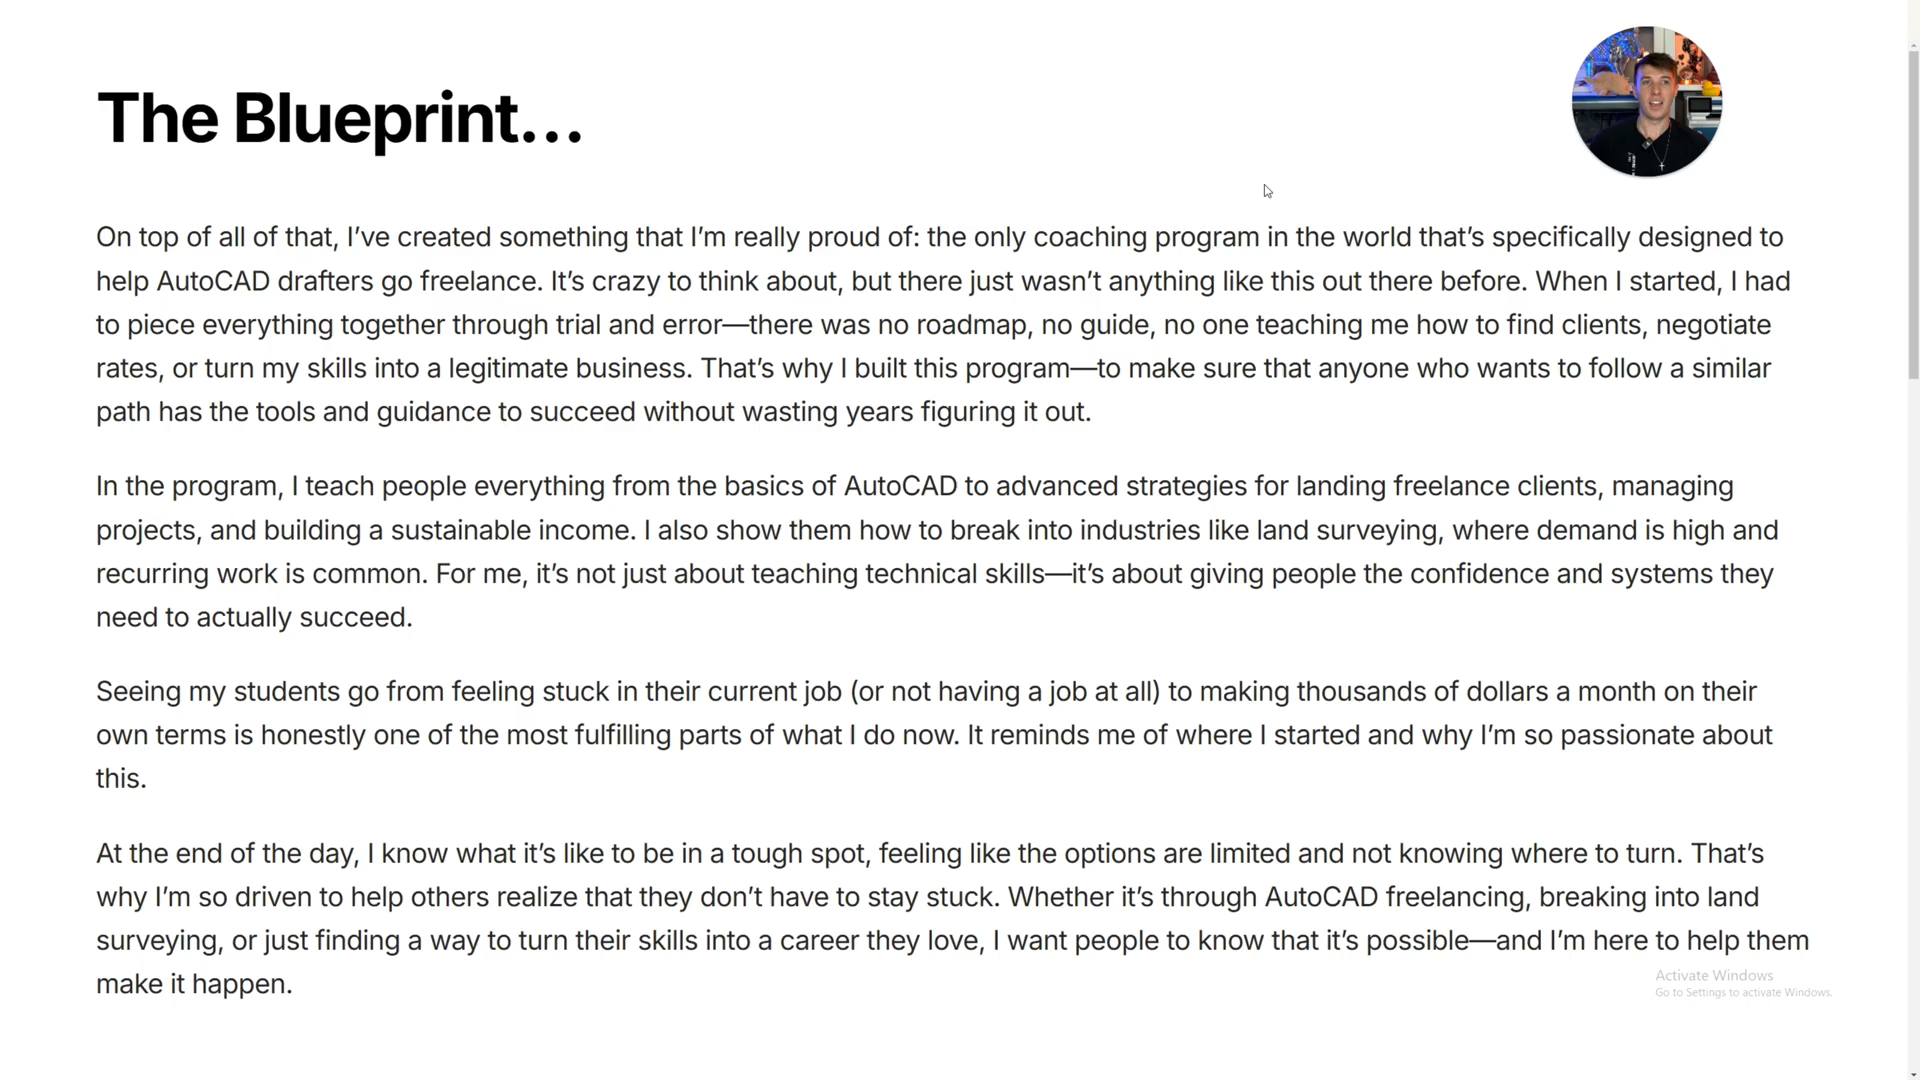 The Blueprint…
On top of all of that, I’ve created something that I’m really proud of: the only coaching program in the world that’s specifically designed to
help AutoCAD drafters go freelance. It’s crazy to think about, but there just wasn’t anything like this out there before. When I started, I had
to piece everything together through trial and error—there was no roadmap, no guide, no one teaching me how to find clients, negotiate
rates, or turn my skills into a legitimate business. That’s why I built this program—to make sure that anyone who wants to follow a similar
path has the tools and guidance to succeed without wasting years figuring it out.
In the program, I teach people everything from the basics of AutoCAD to advanced strategies for landing freelance clients, managing
projects, and building a sustainable income. I also show them how to break into industries like land surveying, where demand is high and
recurring work is common. For me, it’s not just about teaching technical skills—it’s about giving people the confidence and systems they
need to actually succeed.
Seeing my students go from feeling stuck in their current job (or not having a job at all) to making thousands of dollars a month on their
own terms is honestly one of the most fulfilling parts of what I do now. It reminds me of where I started and why I’m so passionate about
this.
At the end of the day, I know what it’s like to be in a tough spot, feeling like the options are limited and not knowing where to turn. That’s
why I’m so driven to help others realize that they don’t have to stay stuck. Whether it’s through AutoCAD freelancing, breaking into land
surveying, or just finding a way to turn their skills into a career they love, I want people to know that it’s possible—and I’m here to help them
make it happen.
Activate Windows
Go to Settings to activate Windows.